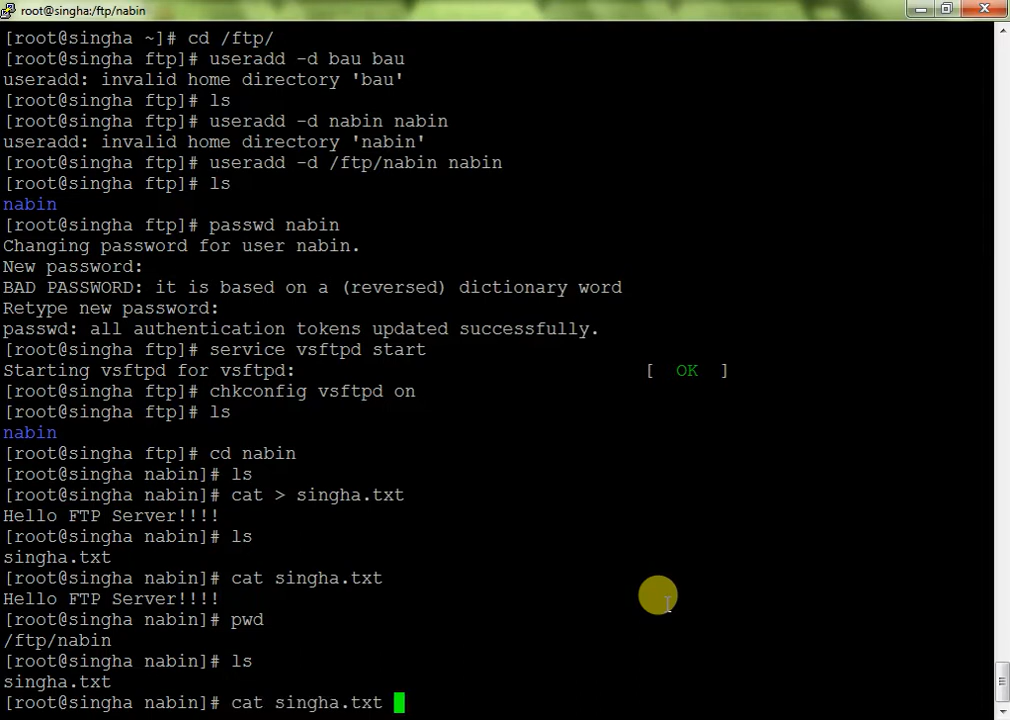 root@singha:/ftp/nabin
[root@singha ~]# cd /ftp/
[root@singha ftp]# useradd -d bau bau
useradd: invalid home directory 'bau'
[root@singha ftp]# ls
[root@singha ftp]# useradd -d nabin nabin
useradd: invalid home directory 'nabin'
[root@singha ftp]# useradd -d /ftp/nabin nabin
[root@singha ftp]# ls
nabin
[root@singha ftp]# passwd nabin
Changing password for user nabin.
New password:
BAD PASSWORD: it is based on a (reversed) dictionary word
Retype new password:
passwd: all authentication tokens updated successfully.
[root@singha ftp]# service vsftpd start
Starting vsftpd for vsftpd: [ OK ]
[root@singha ftp]# chkconfig vsftpd on
[root@singha ftp]# ls
nabin
[root@singha ftp]# cd nabin
[root@singha nabin]# ls
[root@singha nabin]# cat > singha.txt
Hello FTP Server!!!!
[root@singha nabin]# ls
singha.txt
[root@singha nabin]# cat singha.txt
Hello FTP Server!!!!
[root@singha nabin]# pwd
/ftp/nabin
[root@singha nabin]# ls
singha.txt
[root@singha nabin]# cat singha.txt